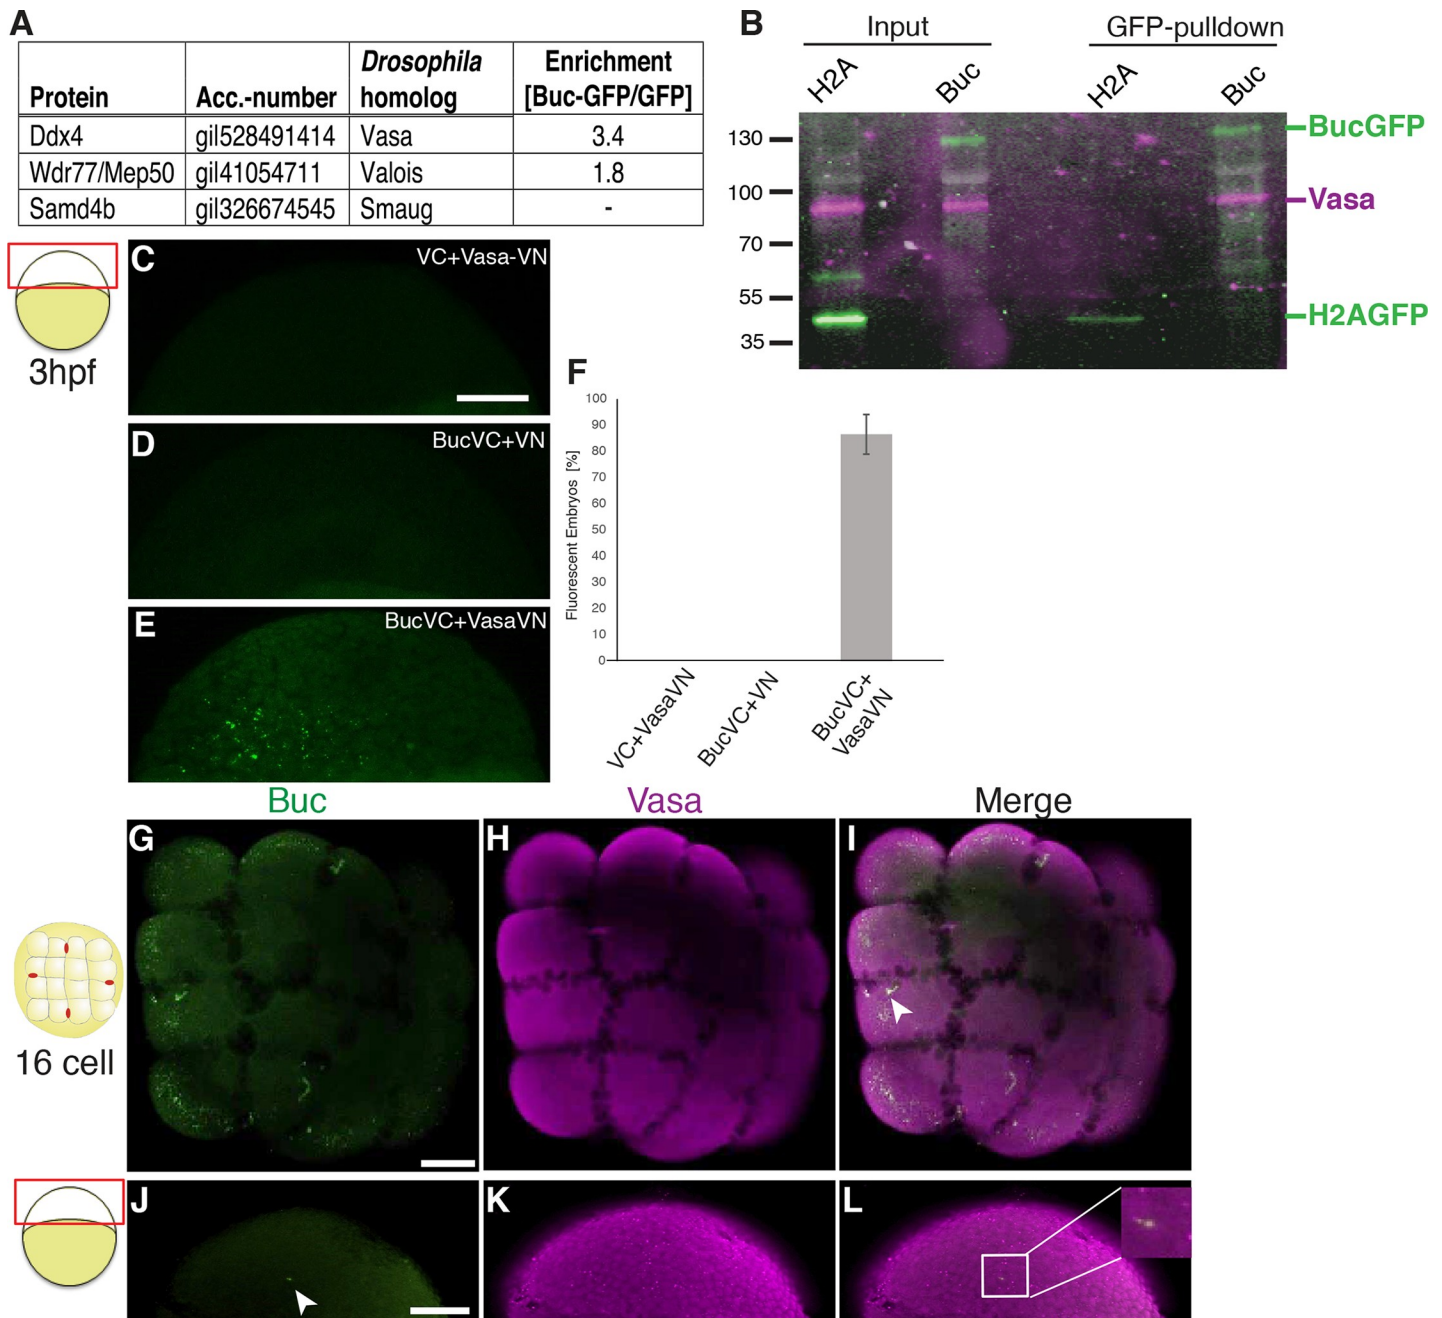 A
Protein Acc.-number Drosophila homolog Enrichment [Buc-GFP/GFP]
Ddx4 gil528491414 Vasa 3.4
Wdr77/Mep50 gil41054711 Valois 1.8
Samd4b gil326674545 Smaug -
B
Input GFP-pulldown
H2A Buc H2A Buc
130
100
70
55
35
BucGFP
Vasa
H2AGFP
3hpf
C VC+Vasa-VN
D BucVC+VN
E BucVC+VasaVN
F
Fluorescent Embryos [%]
100
90
80
70
60
50
40
30
20
10
0
VC+VasaVN
BucVC+VN
BucVC+
VasaVN
Buc Vasa Merge
G H I
16 cell
J K L